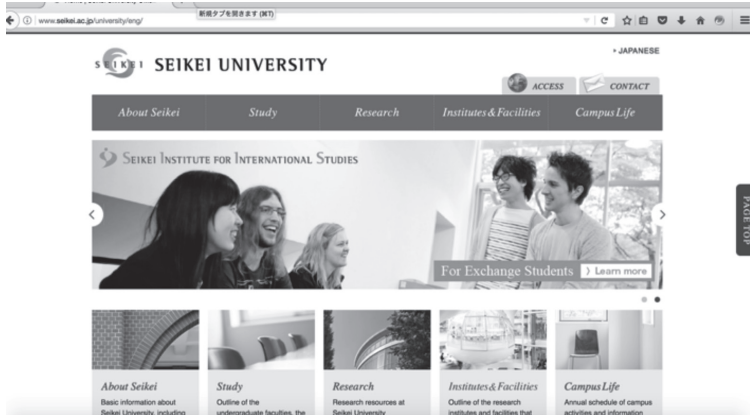 新規タブを開きます (⌘T)
www.seikei.ac.jp/university/eng/
JAPANESE
SEIKEI
SEIKEI UNIVERSITY
ACCESS
CONTACT
About Seikei
Study
Research
Institutes & Facilities
Campus Life
SEIKEI INSTITUTE FOR INTERNATIONAL STUDIES
For Exchange Students
Learn more
PAGE TOP
About Seikei
Basic information about
Seikei University, including
Study
Outline of the
undergraduate faculties, the
Research
Research resources at
Seikei University
Institutes & Facilities
Outline of the research
institutes and facilities that
Campus Life
Annual schedule of campus
activities and information